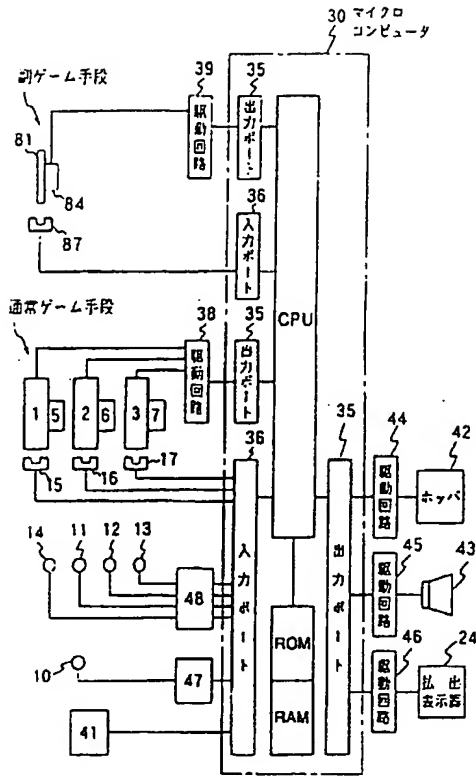 30 マイクロ
コンピュータ
副ゲーム手段
39
35
81
駆動回路
出力ポート
84
36
87
入力ポート
CPU
通常ゲーム手段
38
35
駆動回路
出力ポート
1
5
2
6
3
7
36
35
44
42
15
16
17
駆動回路
ホッパ
14
11
12
13
入力ポート
出力ポート
45
43
48
駆動回路
ROM
46
24
10
47
RAM
駆動回路
払出
表示器
41